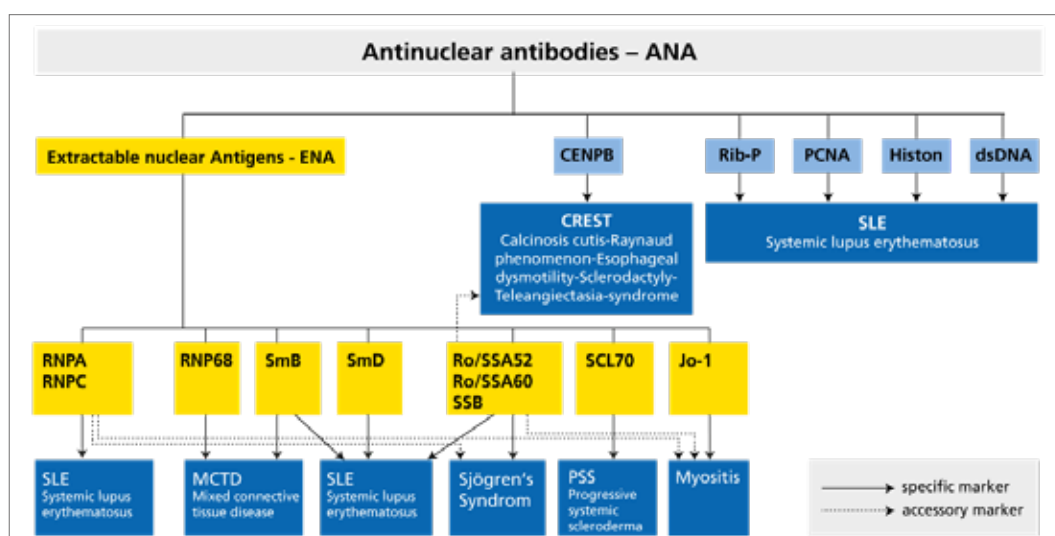 Antinuclear antibodies – ANA
Extractable nuclear Antigens - ENA
CENPB
Rib-P
PCNA
Histon
dsDNA
CREST
Calcinosis cutis-Raynaud
phenomenon-Esophageal
dysmotility-Sclerodactyly-
Teleangiectasia-syndrome
SLE
Systemic lupus erythematosus
RNPA
RNPC
RNP68
SmB
SmD
Ro/SSA52
Ro/SSA60
SSB
SCL70
Jo-1
SLE
Systemic lupus
erythematosus
MCTD
Mixed connective
tissue disease
SLE
Systemic lupus
erythematosus
Sjögren's
Syndrom
PSS
Progressive
systemic
scleroderma
Myositis
specific marker
accessory marker